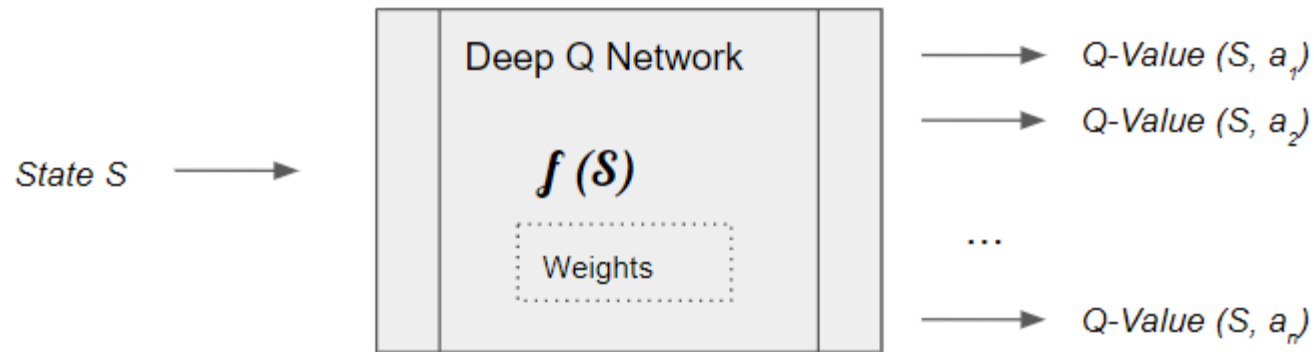 Deep Q Network
State S
f (S)
Weights
Q-Value (S, a₁)
Q-Value (S, a₂)
...
Q-Value (S, aₙ)